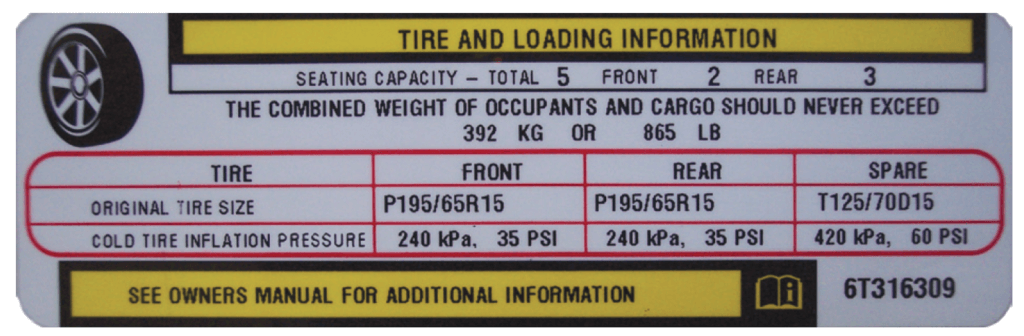 TIRE AND LOADING INFORMATION
SEATING CAPACITY – TOTAL 5 FRONT 2 REAR 3
THE COMBINED WEIGHT OF OCCUPANTS AND CARGO SHOULD NEVER EXCEED
392 KG OR 865 LB
TIRE FRONT REAR SPARE
ORIGINAL TIRE SIZE P195/65R15 P195/65R15 T125/70D15
COLD TIRE INFLATION PRESSURE 240 kPa, 35 PSI 240 kPa, 35 PSI 420 kPa, 60 PSI
SEE OWNERS MANUAL FOR ADDITIONAL INFORMATION i 6T316309